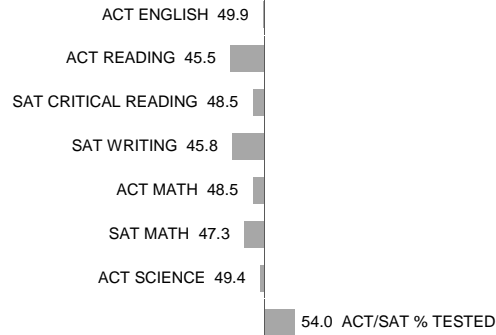 ACT ENGLISH 49.9
ACT READING 45.5
SAT CRITICAL READING 48.5
SAT WRITING 45.8
ACT MATH 48.5
SAT MATH 47.3
ACT SCIENCE 49.4
54.0 ACT/SAT % TESTED